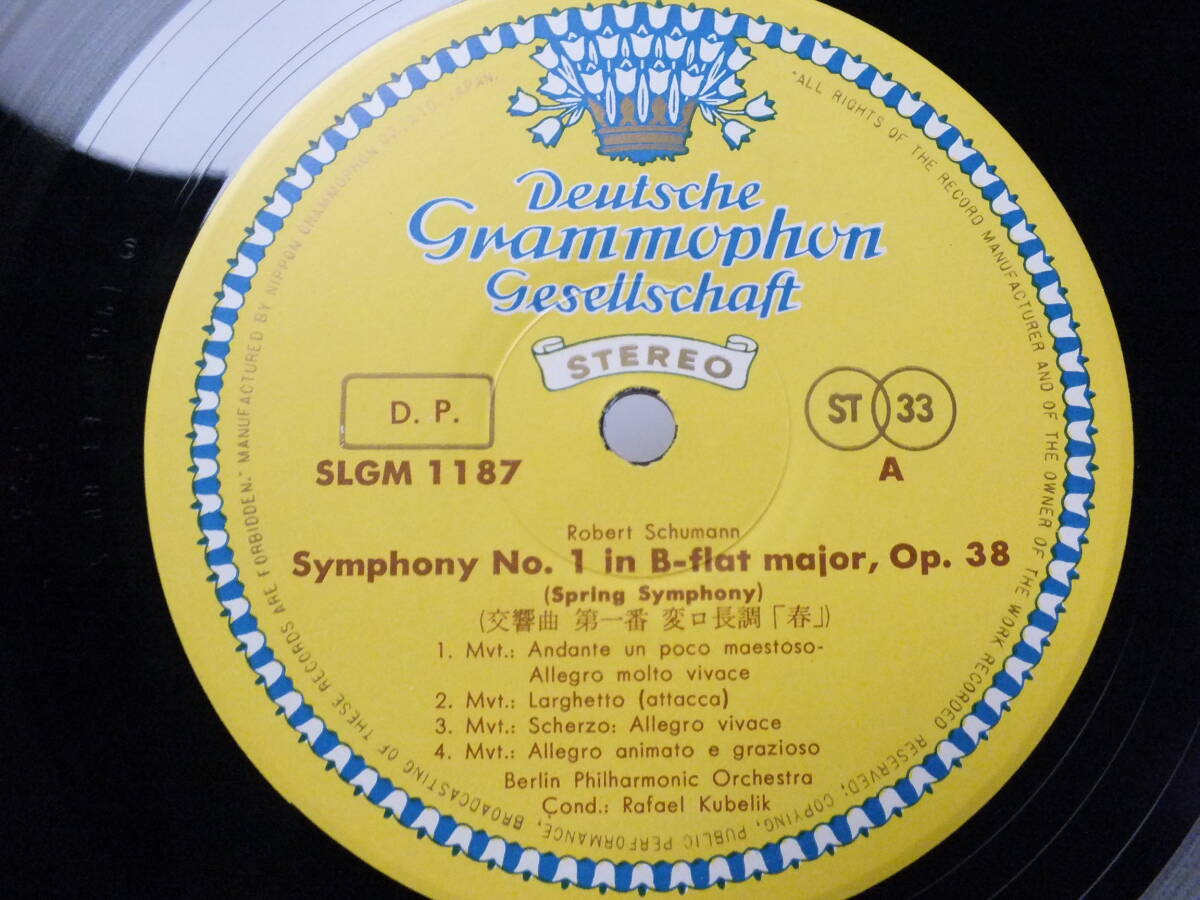 Deutsche
Grammophon
Gesellschaft
STEREO
D. P.
ST 33
SLGM 1187
A
Robert Schumann
Symphony No. 1 in B-flat major, Op. 38
(Spring Symphony)
(交響曲 第一番 変ロ長調「春」)
1. Mvt.: Andante un poco maestoso-
Allegro molto vivace
2. Mvt.: Larghetto (attacca)
3. Mvt.: Scherzo: Allegro vivace
4. Mvt.: Allegro animato e grazioso
Berlin Philharmonic Orchestra
Cond.: Rafael Kubelik
"ALL RIGHTS OF THE RECORD MANUFACTURER AND OF THE OWNER OF THE WORK RECORDED RESERVED; COPYING, PUBLIC PERFORMANCE, BROADCASTING OF THESE RECORDS ARE FORBIDDEN." MANUFACTURED BY NIPPON GRAMMOPHON JAPAN.